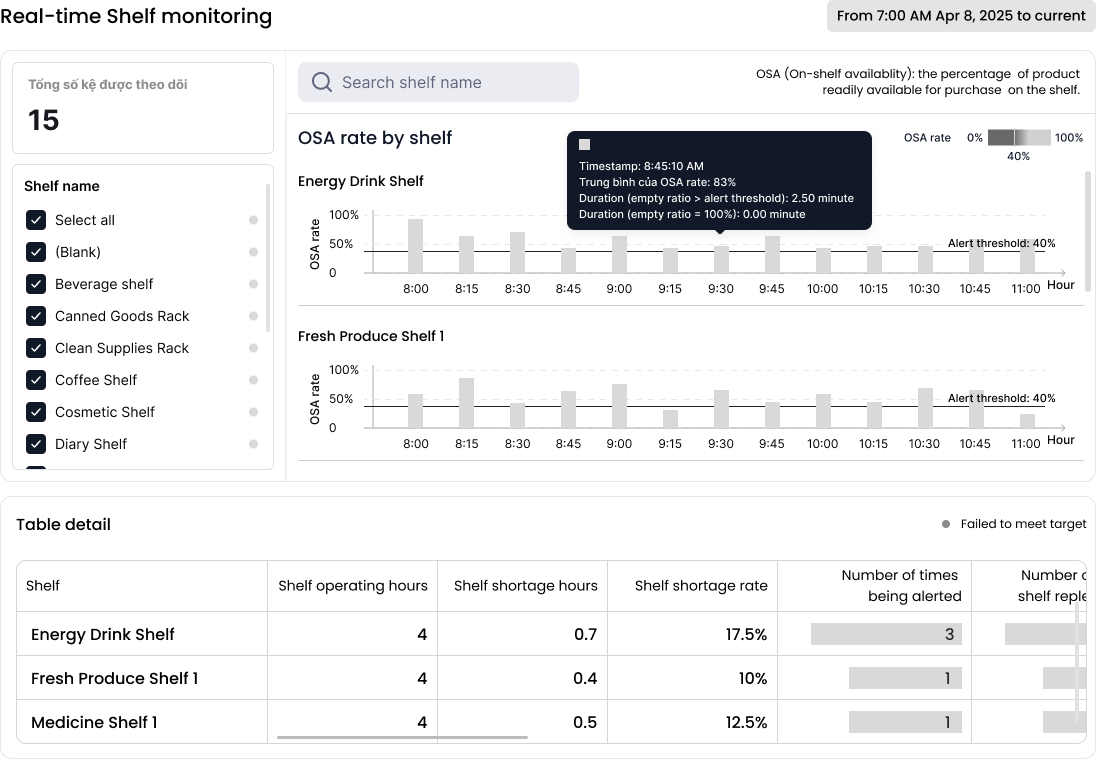 Real-time Shelf monitoring
From 7:00 AM Apr 8, 2025 to current
Tổng số kệ được theo dõi
15
Shelf name
Select all
(Blank)
Beverage shelf
Canned Goods Rack
Clean Supplies Rack
Coffee Shelf
Cosmetic Shelf
Diary Shelf
Search shelf name
OSA (On-shelf availablity): the percentage of product
readily available for purchase on the shelf.
OSA rate by shelf
OSA rate 0% 100%
40%
Timestamp: 8:45:10 AM
Trung bình của OSA rate: 83%
Duration (empty ratio > alert threshold): 2.50 minute
Duration (empty ratio = 100%): 0.00 minute
Energy Drink Shelf
OSA rate
100%
50%
0
Alert threshold: 40%
8:00 8:15 8:30 8:45 9:00 9:15 9:30 9:45 10:00 10:15 10:30 10:45 11:00 Hour
Fresh Produce Shelf 1
OSA rate
100%
50%
0
Alert threshold: 40%
8:00 8:15 8:30 8:45 9:00 9:15 9:30 9:45 10:00 10:15 10:30 10:45 11:00 Hour
Table detail
Failed to meet target
Shelf Shelf operating hours Shelf shortage hours Shelf shortage rate Number of times being alerted Number
shelf
Energy Drink Shelf 4 0.7 17.5% 3
Fresh Produce Shelf 1 4 0.4 10% 1
Medicine Shelf 1 4 0.5 12.5% 1